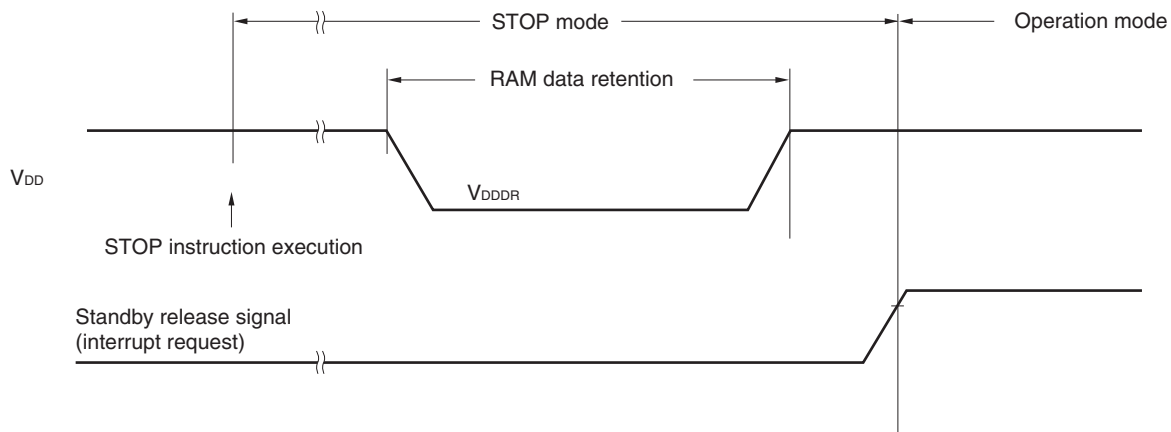 STOP mode
Operation mode
RAM data retention
VDD
VDDDR
STOP instruction execution
Standby release signal
(interrupt request)